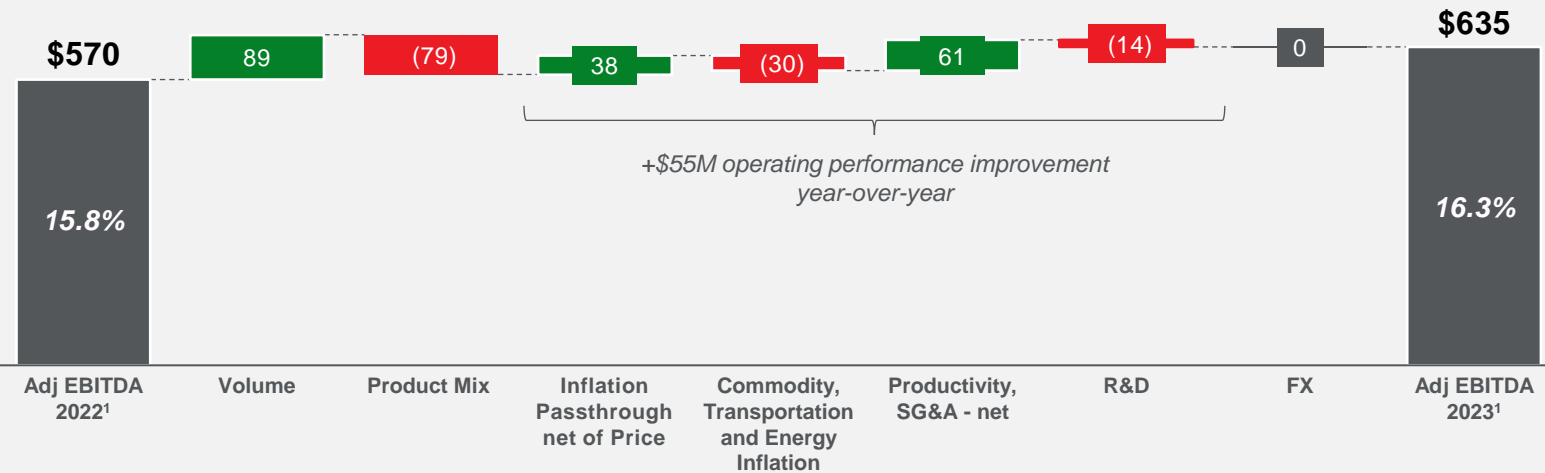 $570
89
(79)
38
(30)
61
(14)
0
$635
+$55M operating performance improvement
year-over-year
15.8%
16.3%
Adj EBITDA
2022¹
Volume
Product Mix
Inflation
Passthrough
net of Price
Commodity,
Transportation
and Energy
Inflation
Productivity,
SG&A - net
R&D
FX
Adj EBITDA
2023¹